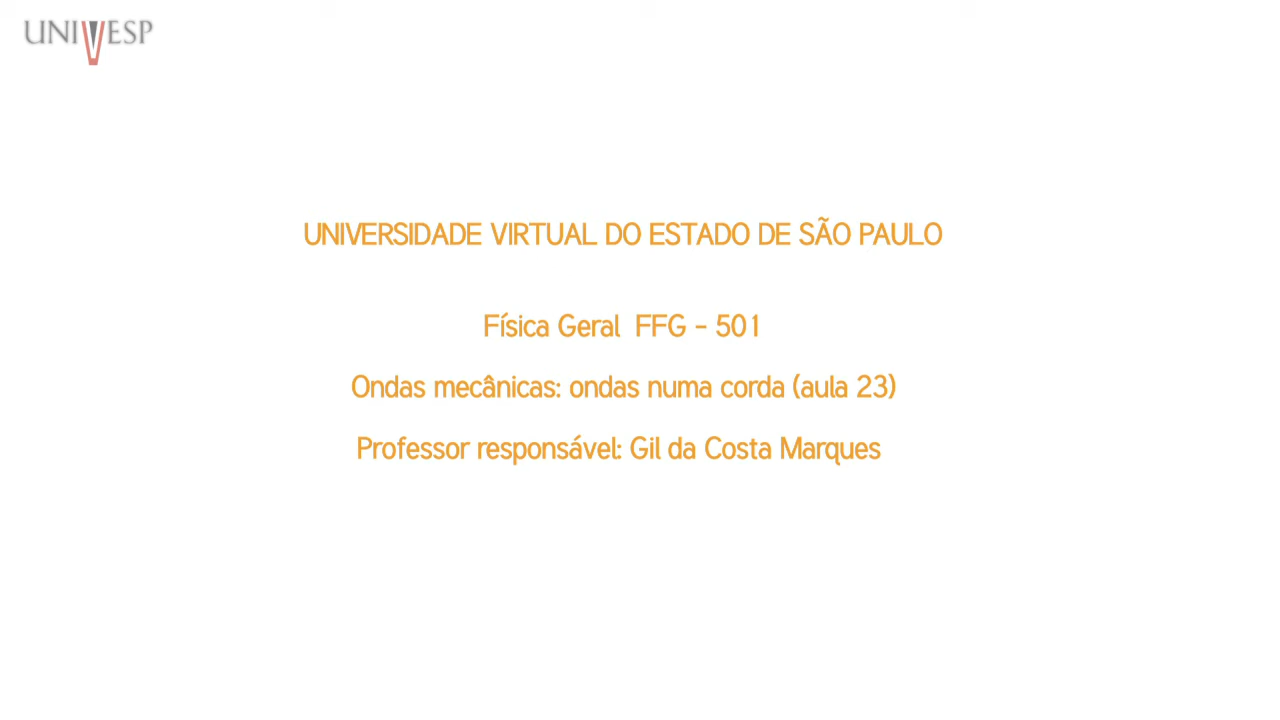 UNIVESP
UNIVERSIDADE VIRTUAL DO ESTADO DE SÃO PAULO
Física Geral FFG - 501
Ondas mecânicas: ondas numa corda (aula 23)
Professor responsável: Gil da Costa Marques